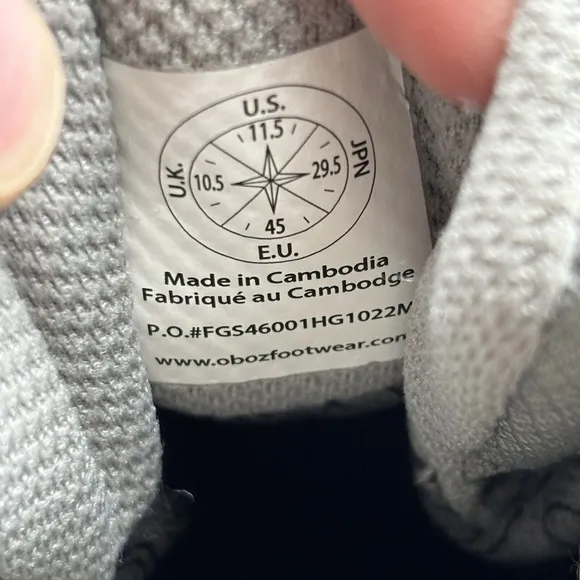 U.S.
11.5
U.K.
10.5
29.5
JPN
45
E.U.
Made in Cambodia
Fabriqué au Cambodge
P.O.#FGS46001HG1022M
www.obozfootwear.com